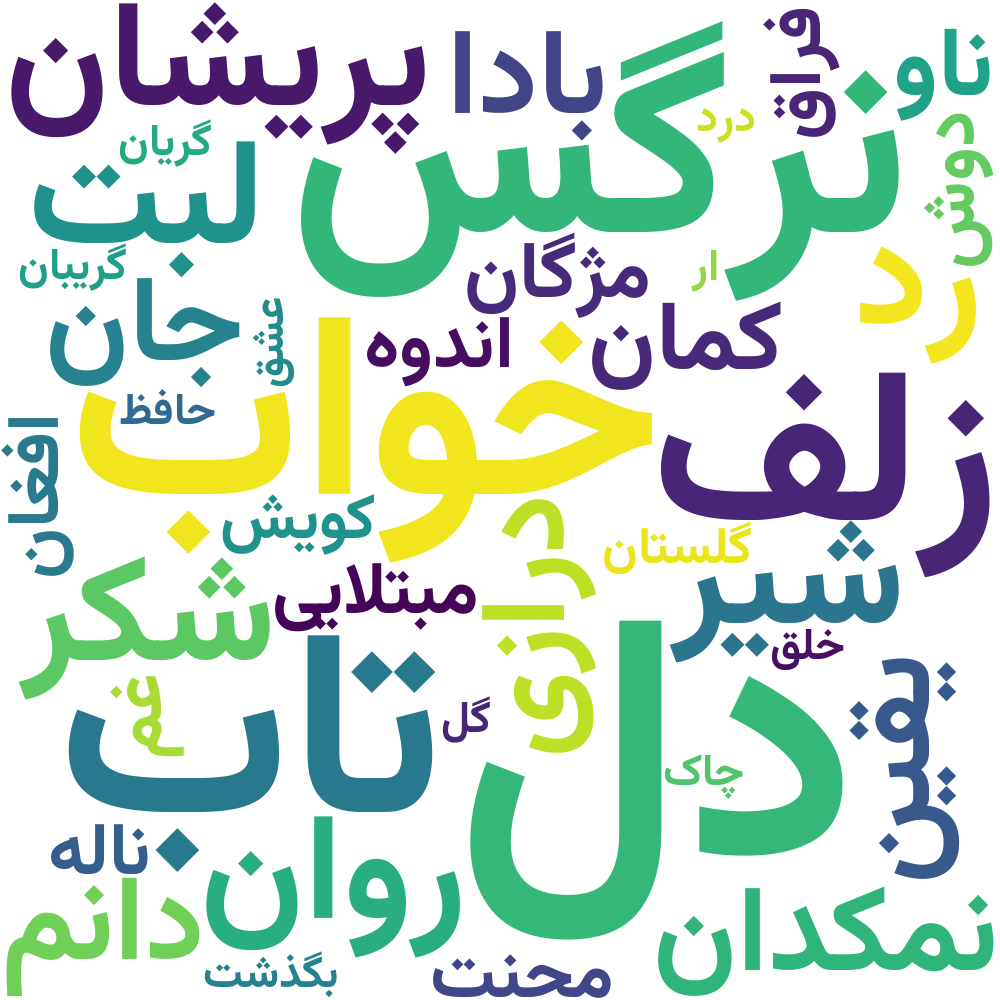 پریشان
بادا
فراق
ناو
نرگس
درد
دوش
گریان
لبت
گریبان
مژگان
ار
رد
جان
عشق
اندوه
کمان
خواب
حافظ
زلف
افغان
کویش
درازی
گلستان
شیر
شکر
مبتلایی
خلق
تاب
غم
گل
دل
یقین
چاک
ناله
روان
دانم
نمکدان
بگذشت
محنت